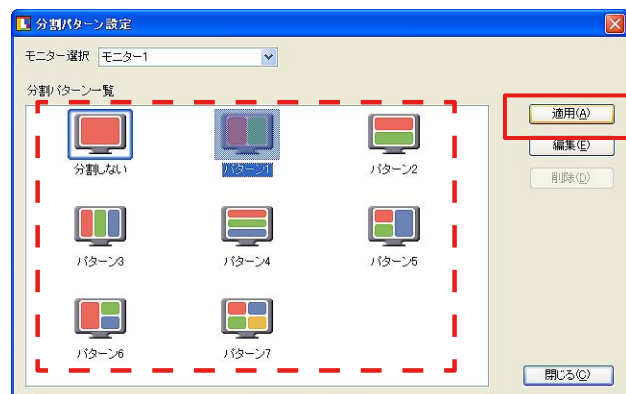 分割パターン設定
モニター選択 モニター1
分割パターン一覧
適用(A)
編集(E)
削除(D)
分割しない パターン1 パターン2
パターン3 パターン4 パターン5
パターン6 パターン7
閉じる(C)